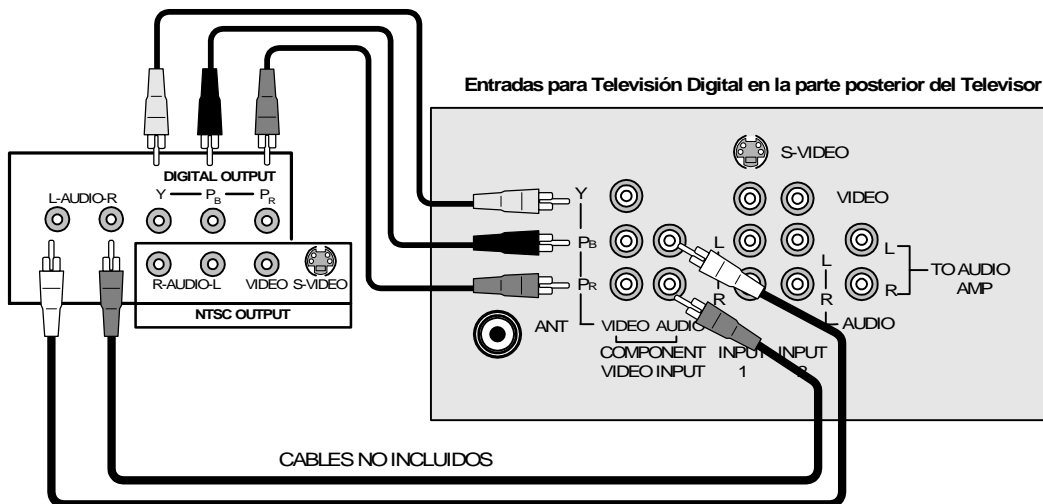 Entradas para Televisión Digital en la parte posterior del Televisor
DIGITAL OUTPUT
L-AUDIO-R
Y
PB
PR
R-AUDIO-L
VIDEO
S-VIDEO
NTSC OUTPUT
S-VIDEO
VIDEO
Y
PB
PR
L
R
L
R
AUDIO
L
R
TO AUDIO
AMP
ANT
VIDEO
AUDIO
COMPONENT
VIDEO INPUT
INPUT
1
INPUT
CABLES NO INCLUIDOS